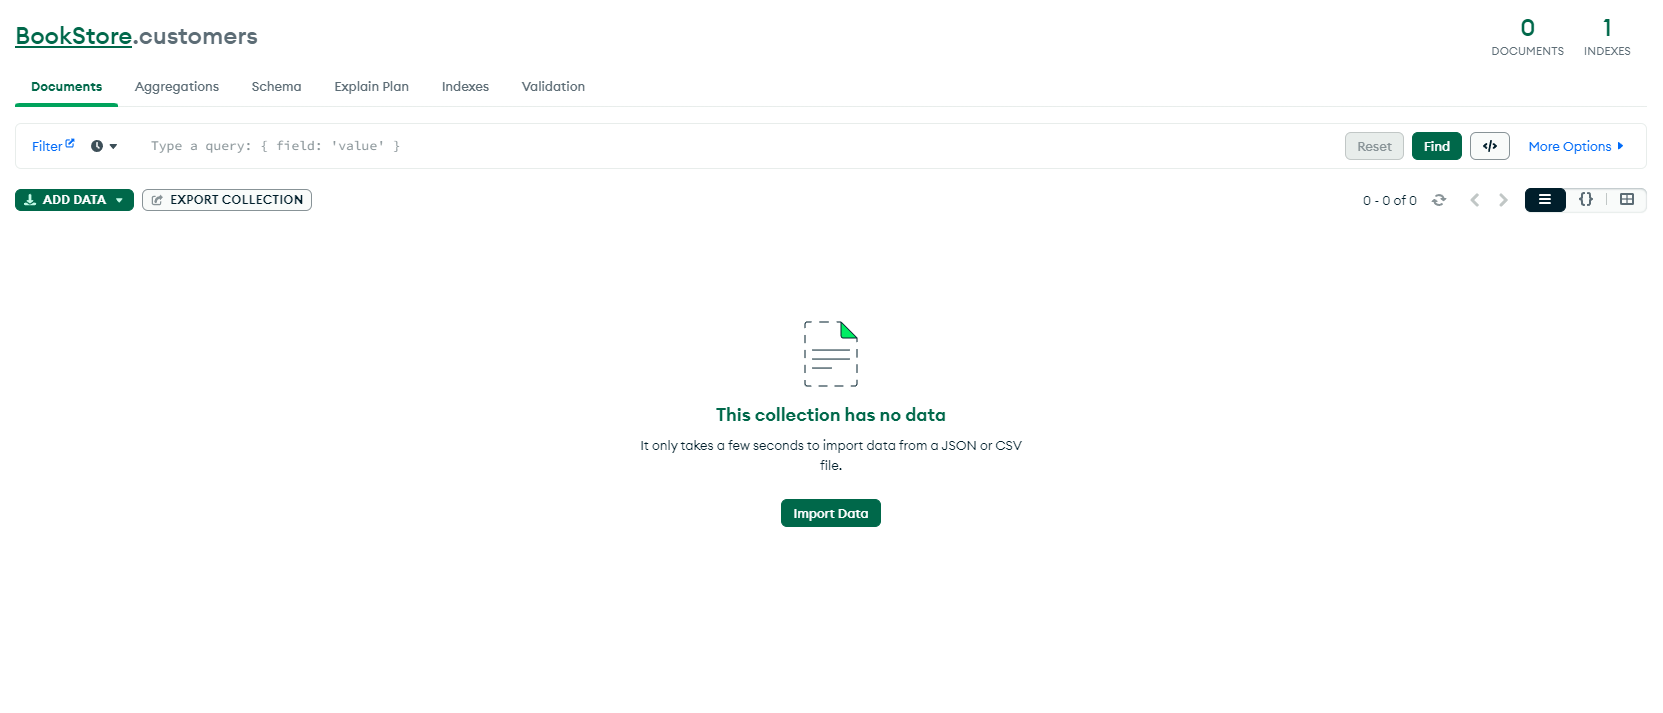 BookStore.customers
0
DOCUMENTS
1
INDEXES
Documents Aggregations Schema Explain Plan Indexes Validation
Filter Type a query: { field: 'value' } Reset Find </> More Options
ADD DATA EXPORT COLLECTION 0 - 0 of 0 {}
This collection has no data
It only takes a few seconds to import data from a JSON or CSV
file.
Import Data